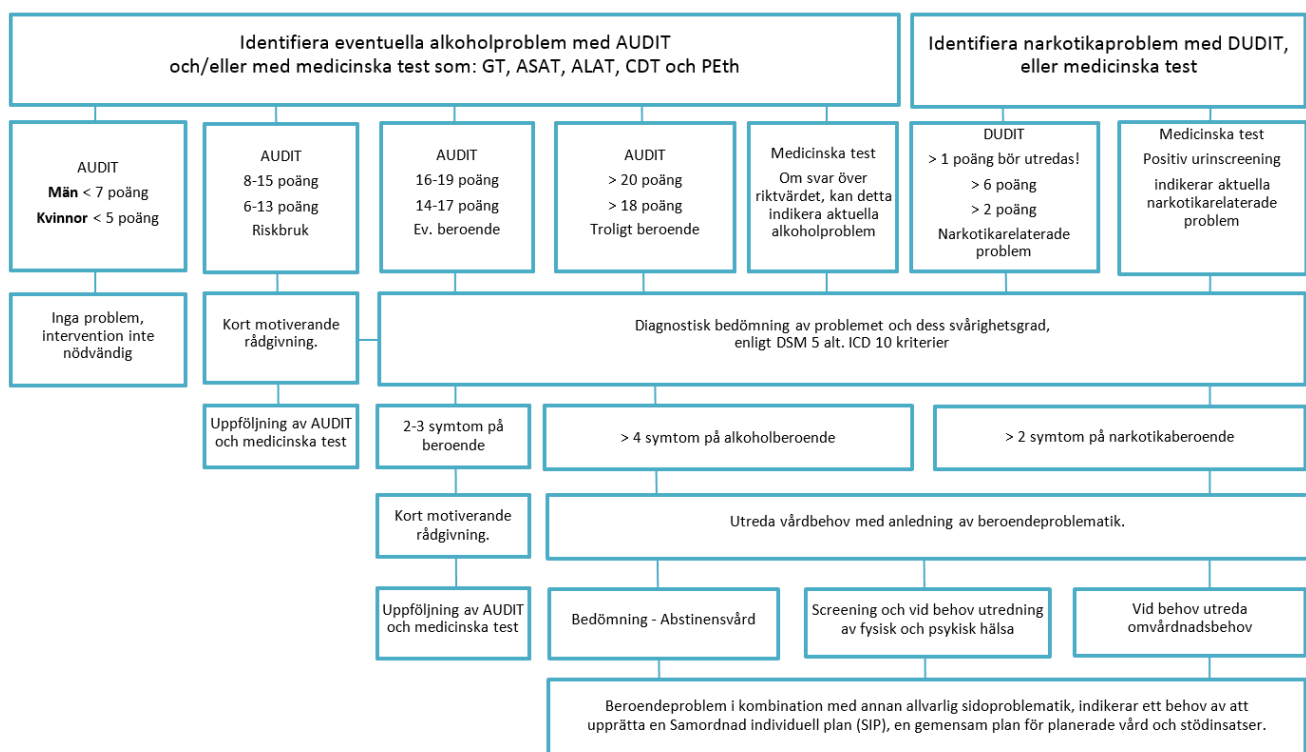 Identifiera eventuella alkoholproblem med AUDIT
och/eller med medicinska test som: GT, ASAT, ALAT, CDT och PEth
Identifiera narkotikaproblem med DUDIT,
eller medicinska test
AUDIT
Män < 7 poäng
Kvinnor < 5 poäng
AUDIT
8-15 poäng
6-13 poäng
Riskbruk
AUDIT
16-19 poäng
14-17 poäng
Ev. beroende
AUDIT
> 20 poäng
> 18 poäng
Troligt beroende
Medicinska test
Om svar över
riktvärdet, kan detta
indikera aktuella
alkoholproblem
DUDIT
> 1 poäng bör utredas!
> 6 poäng
> 2 poäng
Narkotikarelaterade
problem
Medicinska test
Positiv urinscreening
indikerar aktuella
narkotikarelaterade
problem
Inga problem,
intervention inte
nödvändig
Kort motiverande
rådgivning.
Diagnostisk bedömning av problemet och dess svårighetsgrad,
enligt DSM 5 alt. ICD 10 kriterier
Uppföljning av AUDIT
och medicinska test
2-3 symtom på
beroende
> 4 symtom på alkoholberoende
> 2 symtom på narkotikaberoende
Kort motiverande
rådgivning.
Utreda vårdbehov med anledning av beroendeproblematik.
Uppföljning av AUDIT
och medicinska test
Bedömning - Abstinensvård
Screening och vid behov utredning
av fysisk och psykisk hälsa
Vid behov utreda
omvårdnadsbehov
Beroendeproblem i kombination med annan allvarlig sidoproblematik, indikerar ett behov av att
upprätta en Samordnad individuell plan (SIP), en gemensam plan för planerade vård och stödinsatser.